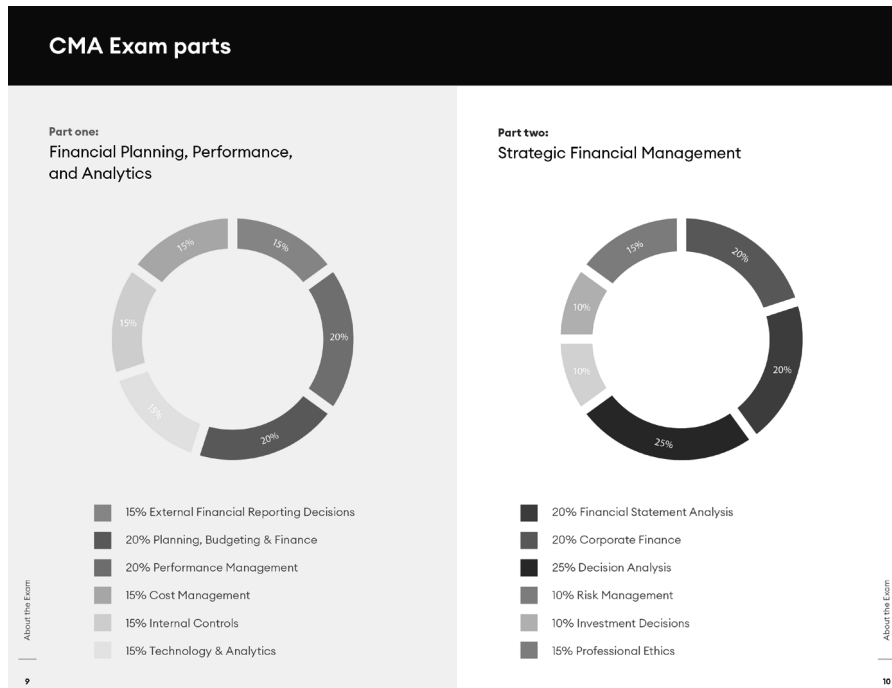 CMA Exam parts
Part one:
Financial Planning, Performance,
and Analytics
15%
15%
20%
20%
15%
15%
15% External Financial Reporting Decisions
20% Planning, Budgeting & Finance
20% Performance Management
15% Cost Management
15% Internal Controls
15% Technology & Analytics
About the Exam
9
Part two:
Strategic Financial Management
15%
20%
10%
20%
10%
25%
20% Financial Statement Analysis
20% Corporate Finance
25% Decision Analysis
10% Risk Management
10% Investment Decisions
15% Professional Ethics
About the Exam
10